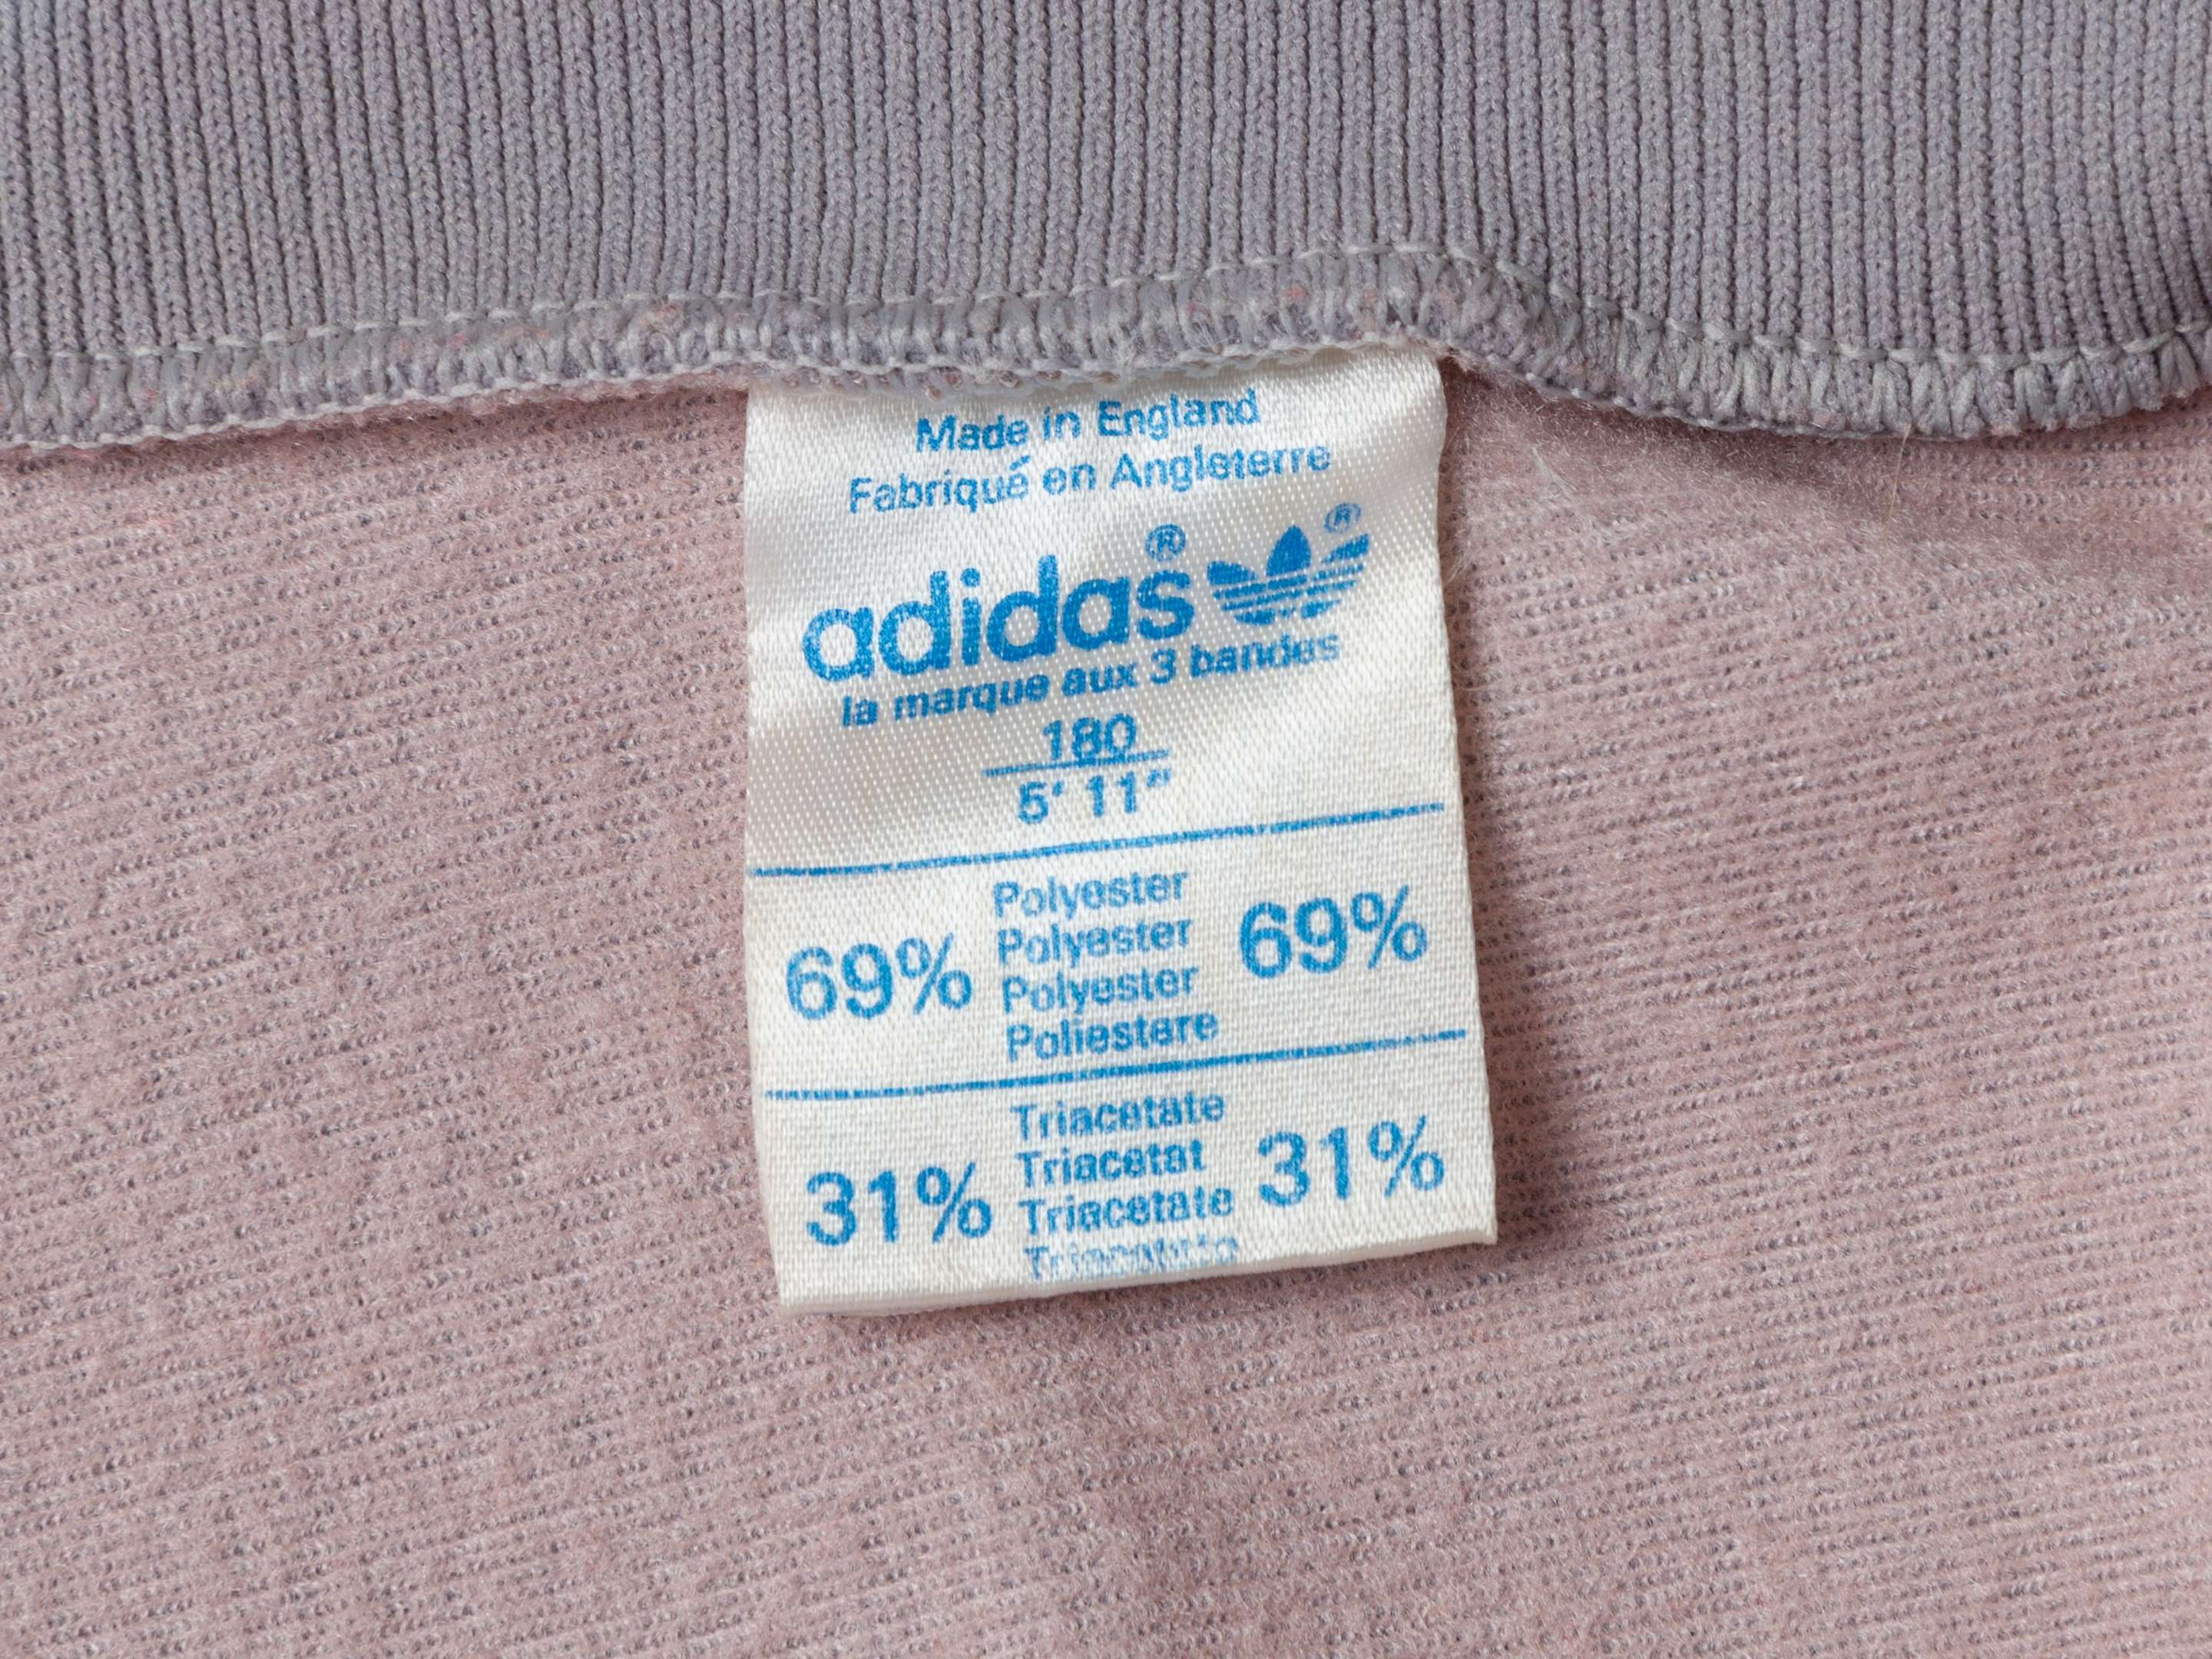 Made in England
Fabriqué en Angleterre
adidas® ®
la marque aux 3 bandes
180
5' 11"
Polyester
Polyester
69% 69%
Polyester
Poliestere
Triacetate
Triacetat
31% 31%
Triacetate